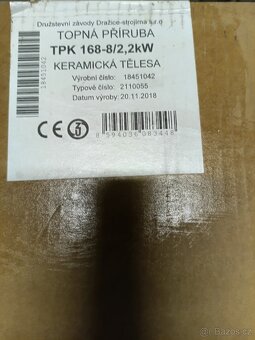 Družstevní závody Dražice-strojírna s.r.o
TOPNÁ PŘÍRUBA
TPK 168-8/2,2kW
KERAMICKÁ TĚLESA
Výrobní číslo: 18451042
Typové číslo: 2110055
Datum výroby: 20.11.2018
18451042
8594036083448
Bazoš.cz